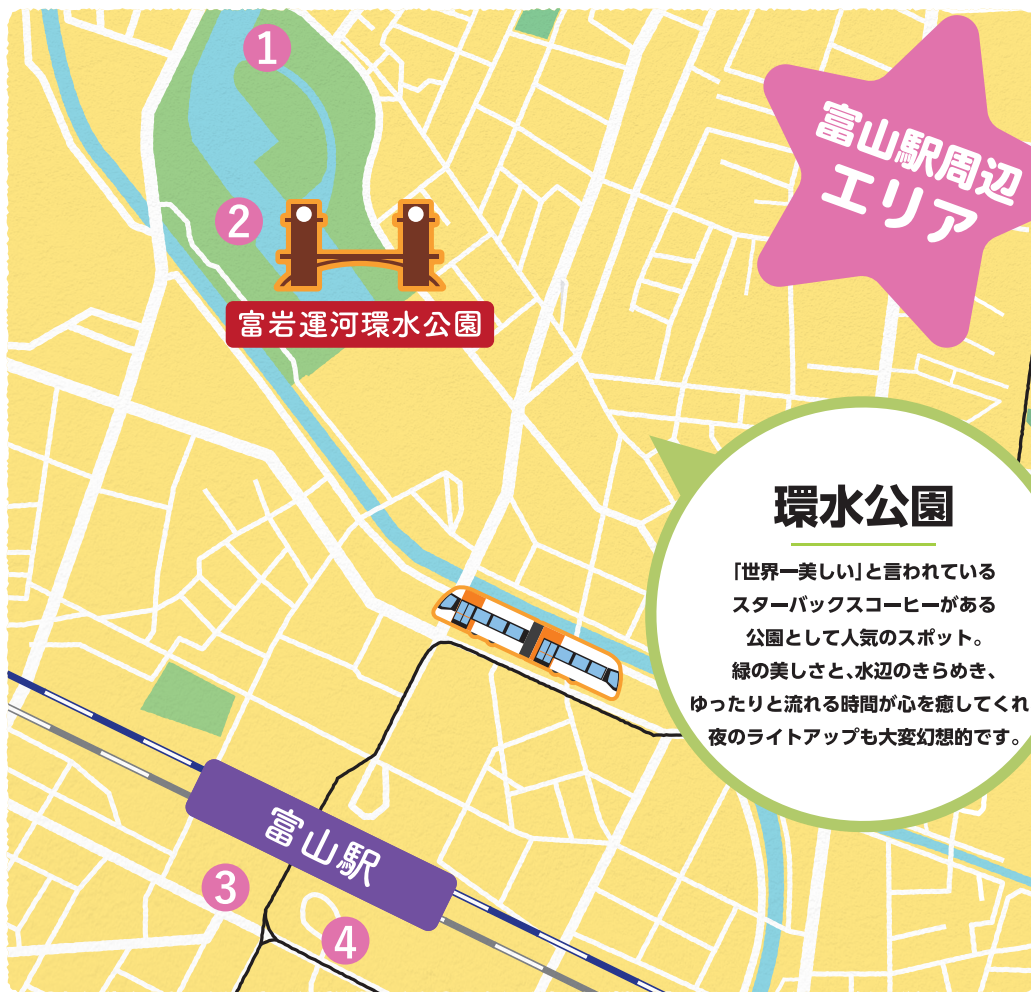 1
富山駅周辺
エリア
2
富岩運河環水公園
環水公園
「世界一美しい」と言われている
スターバックスコーヒーがある
公園として人気のスポット。
緑の美しさと、水辺のきらめき、
ゆったりと流れる時間が心を癒してくれ
夜のライトアップも大変幻想的です。
富山駅
3
4